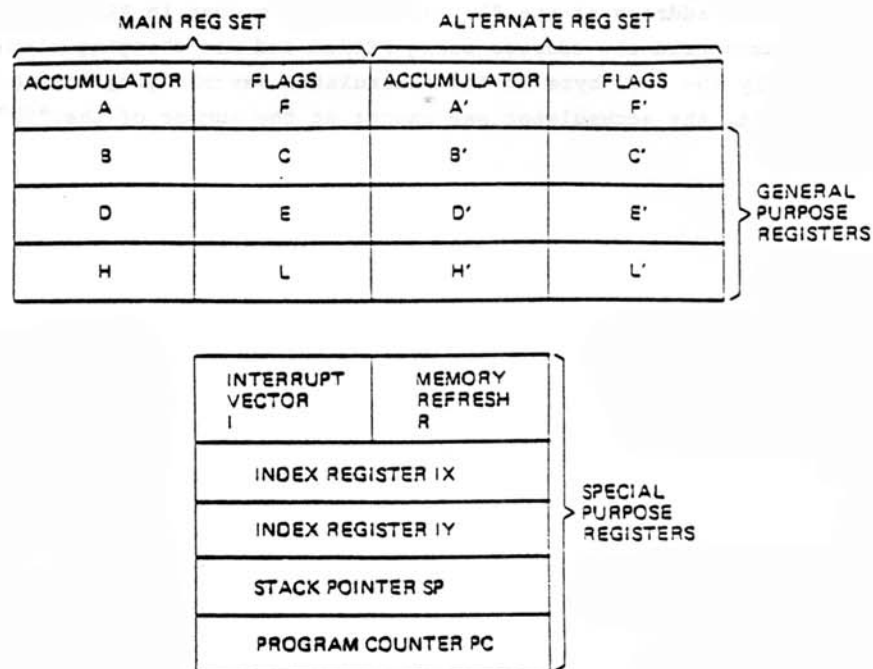 MAIN REG SET ALTERNATE REG SET
ACCUMULATOR A FLAGS F ACCUMULATOR A' FLAGS F'
B C B' C'
D E D' E'
H L H' L'
GENERAL
PURPOSE
REGISTERS
INTERRUPT
VECTOR
I
MEMORY
REFRESH
R
INDEX REGISTER IX
INDEX REGISTER IY
STACK POINTER SP
PROGRAM COUNTER PC
SPECIAL
PURPOSE
REGISTERS